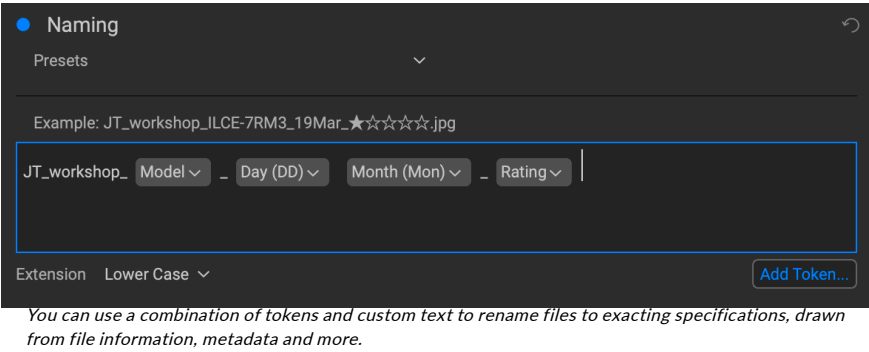 Naming
Presets
Example: JT_workshop_ILCE-7RM3_19Mar_★☆☆☆☆.jpg
JT_workshop_ Model _ Day (DD) Month (Mon) _ Rating
Extension Lower Case Add Token...
You can use a combination of tokens and custom text to rename files to exacting specifications, drawn
from file information, metadata and more.